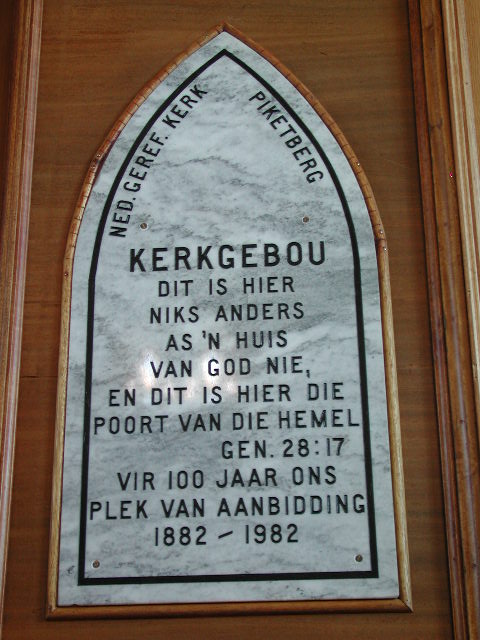 NED. GEREF. KERK
PIKETBERG
KERKGEBOU
DIT IS HIER
NIKS ANDERS
AS 'N HUIS
VAN GOD NIE,
EN DIT IS HIER DIE
POORT VAN DIE HEMEL
GEN. 28:17
VIR 100 JAAR ONS
PLEK VAN AANBIDDING
1882 – 1982